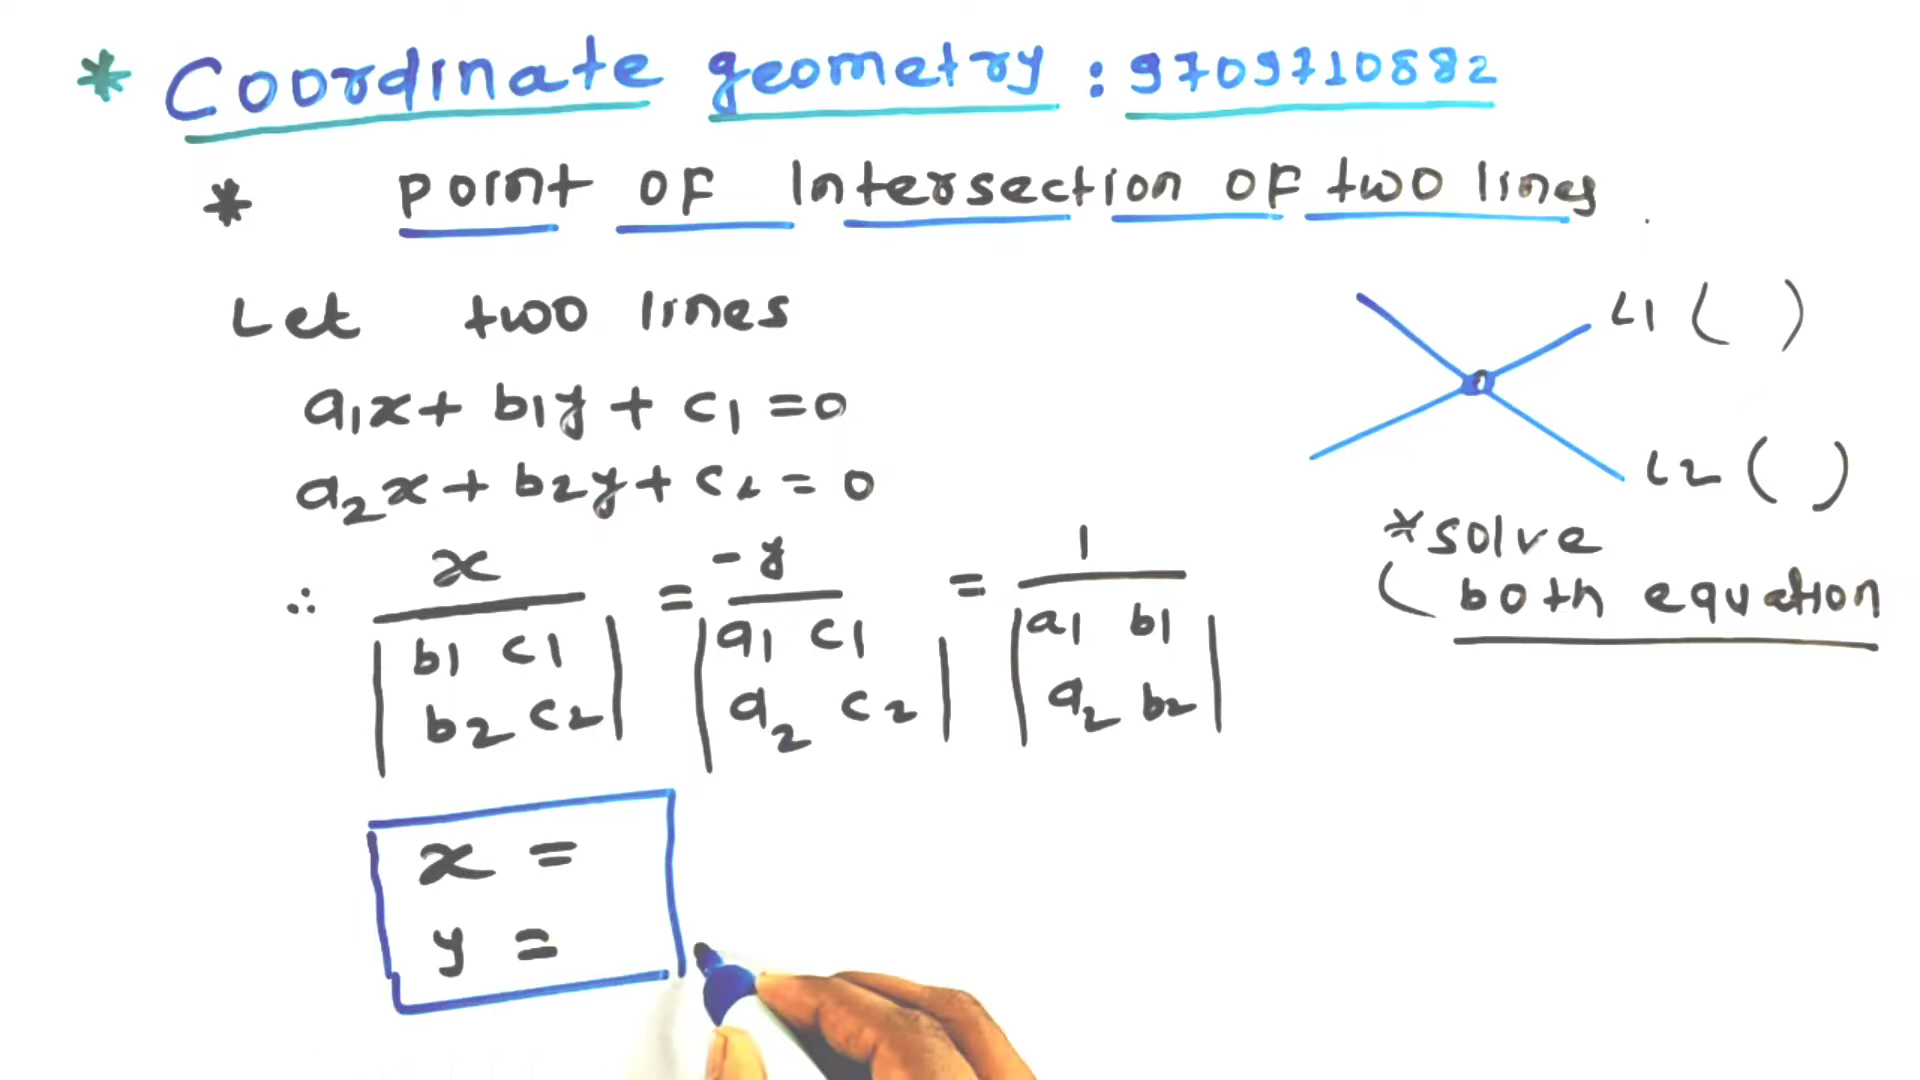 * Coordinate geometry : 9709710882
* point of Intersection of two lines
Let two lines
a1x + b1y + c1 = 0
a2x + b2y + c2 = 0
L1 ( )
L2 ( )
*solve
( both equation
∴ x = -y = 1
|b1 c1| |a1 c1| |a1 b1|
|b2 c2| |a2 c2| |a2 b2|
x =
y =